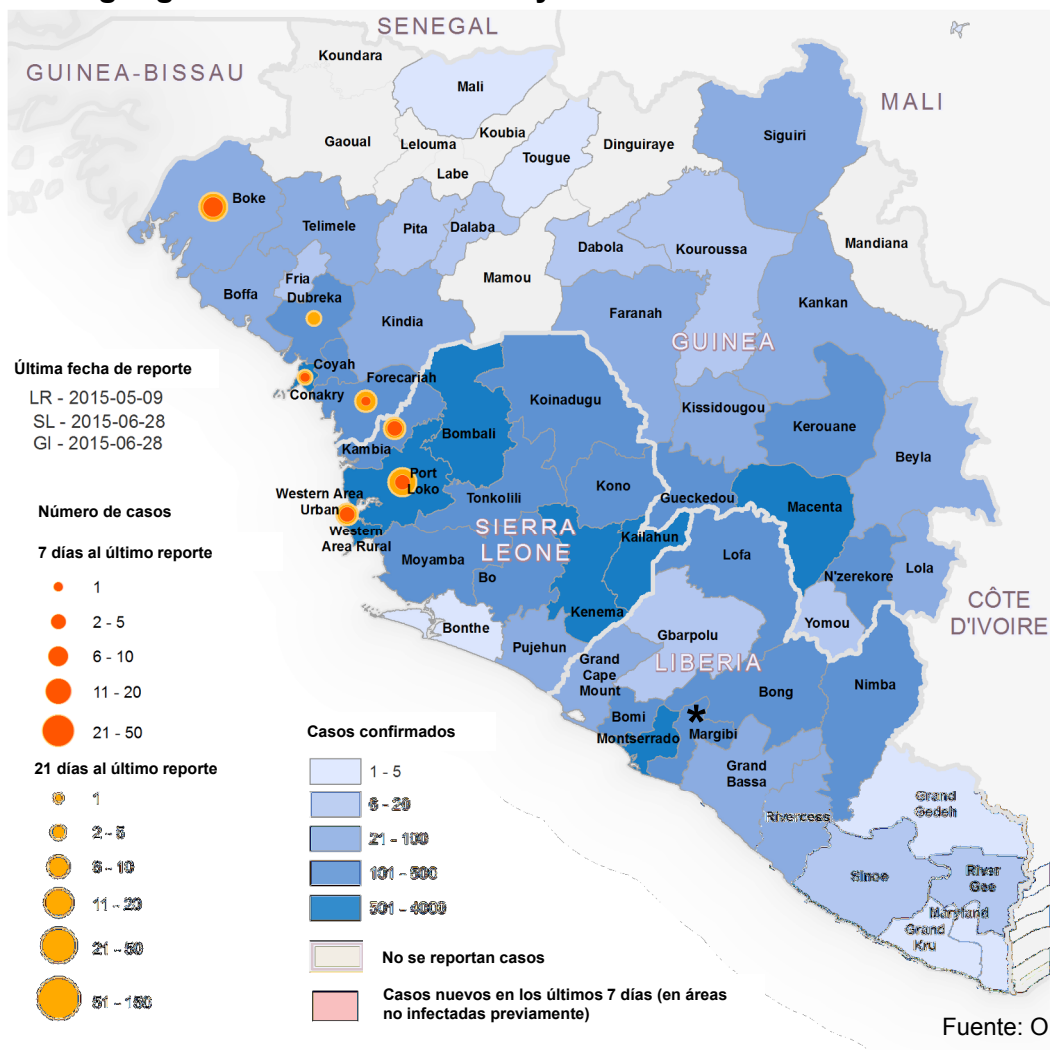 SENEGAL
Koundara
GUINEA-BISSAU
Mali
MALI
Koubia
Siguiri
Gaoual
Lelouma
Dinguiraye
Tougue
Labe
Boke
Telimele
Pita
Dalaba
Dabola
Kouroussa
Mandiana
Mamou
Fria
Boffa
Dubreka
Kindia
Faranah
Kankan
GUINEA
Última fecha de reporte
LR - 2015-05-09
SL - 2015-06-28
GI - 2015-06-28
Coyah
Forecariah
Conakry
Koinadugu
Kissidougou
Kerouane
Bombali
Kambia
Beyla
Port
Loko
Western Area
Urban
Tonkolili
Kono
Gueckedou
Macenta
Western
Area Rural
SIERRA
LEONE
Kailahun
Lofa
Moyamba
Bo
N'zerekore
Lola
Kenema
CÔTE
D'IVOIRE
Bonthe
Gbarpolu
Yomou
Pujehun
Grand
Cape
Mount
LIBERIA
Bong
Nimba
Bomi
*
Montserrado
Margibi
Grand
Bassa
Rivercess
Grand
Gedeh
Sinoe
River
Gee
Maryland
Grand
Kru
Número de casos
7 días al último reporte
1
2 - 5
6 - 10
11 - 20
21 - 50
21 días al último reporte
1
2 - 5
6 - 10
11 - 20
21 - 50
51 - 150
Casos confirmados
1 - 5
6 - 20
21 - 100
101 - 500
501 - 4000
No se reportan casos
Casos nuevos en los últimos 7 días (en áreas
no infectadas previamente)
Fuente: O